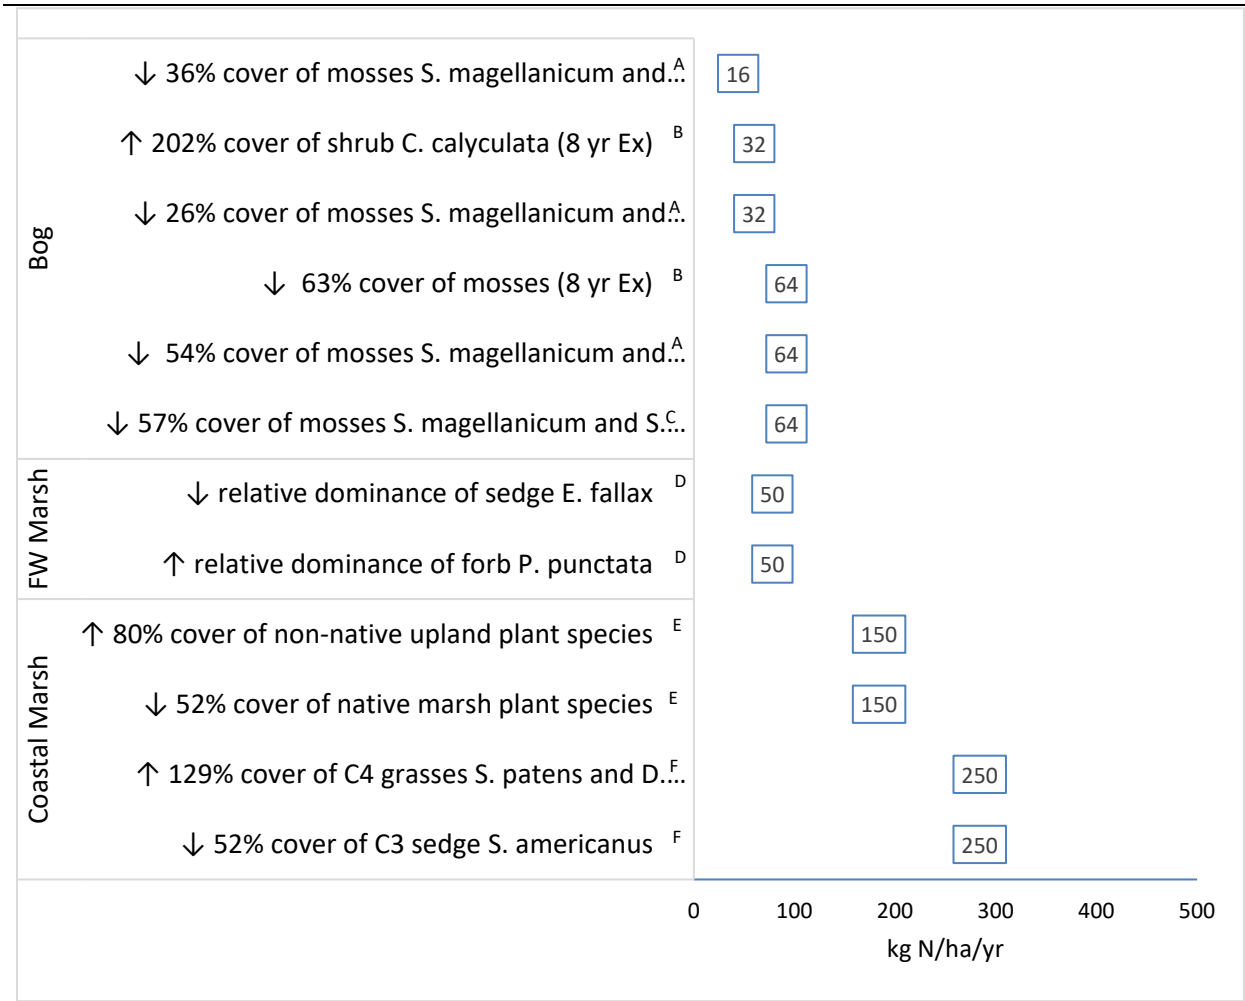 Bog
↓ 36% cover of mosses S. magellanicum and... A 16
↑ 202% cover of shrub C. calyculata (8 yr Ex) B 32
↓ 26% cover of mosses S. magellanicum and... A 32
↓ 63% cover of mosses (8 yr Ex) B 64
↓ 54% cover of mosses S. magellanicum and... A 64
↓ 57% cover of mosses S. magellanicum and S.... C 64
FW Marsh
↓ relative dominance of sedge E. fallax D 50
↑ relative dominance of forb P. punctata D 50
Coastal Marsh
↑ 80% cover of non-native upland plant species E 150
↓ 52% cover of native marsh plant species E 150
↑ 129% cover of C4 grasses S. patens and D.... F 250
↓ 52% cover of C3 sedge S. americanus F 250
0 100 200 300 400 500
kg N/ha/yr